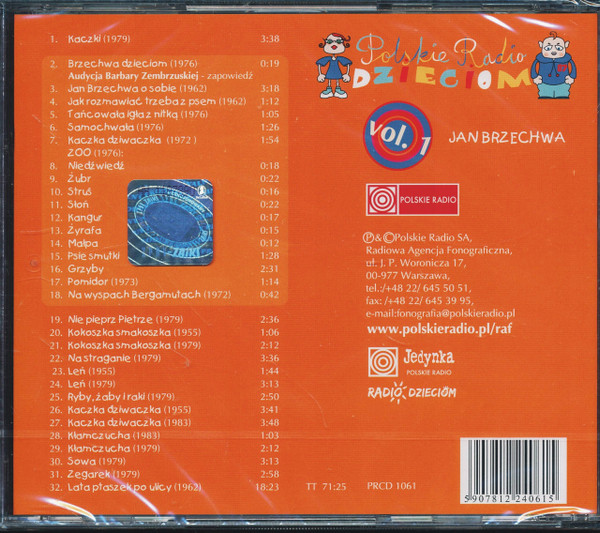 1. Kaczki (1979) 3:38
2. Brzechwa dzieciom (1976) 0:19
Audycja Barbary Zembrzuskiej - zapowiedź
3. Jan Brzechwa o sobie (1962) 3:18
4. Jak rozmawiać trzeba z psem (1962) 1:12
5. Tańcowała igła z nitką (1976) 1:05
6. Samochwała (1976) 1:26
7. Kaczka dziwaczka (1972) 1:54
ZOO (1976):
8. Niedźwiedź 0:18
9. Żubr 0:22
10. Struś 0:16
11. Słoń 0:22
12. Kangur 0:17
13. Żyrafa 0:15
14. Małpa 0:12
15. Psie smutki 1:28
16. Grzyby 2:31
17. Pomidor (1973) 1:14
18. Na wyspach Bergamutach (1972) 0:42
19. Nie pieprz Pietrze (1979) 2:36
20. Kokoszka smakoszka (1955) 1:06
21. Kokoszka smakoszka (1979) 2:12
22. Na straganie (1979) 3:36
23. Leń (1955) 1:44
24. Leń (1979) 3:13
25. Ryby, żaby i raki (1979) 2:50
26. Kaczka dziwaczka (1955) 3:41
27. Kaczka dziwaczka (1983) 3:48
28. Kłamczucha (1983) 1:03
29. Kłamczucha (1979) 2:12
30. Sowa (1979) 3:13
31. Zegarek (1979) 2:58
32. Lata ptaszek po ulicy (1962) 18:23
TT 71:25 PRCD 1061
Polskie Radio
DZIECIOM
vol. 1
JAN BRZECHWA
POLSKIE RADIO
℗&©Polskie Radio SA,
Radiowa Agencja Fonograficzna,
ul. J. P. Woronicza 17,
00-977 Warszawa,
tel.:/+48 22/ 645 50 51,
fax: /+48 22/ 645 39 95,
e-mail:fonografia@polskieradio.pl
www.polskieradio.pl/raf
Jedynka
POLSKIE RADIO
RADIO DZIECIOM
5907812240615